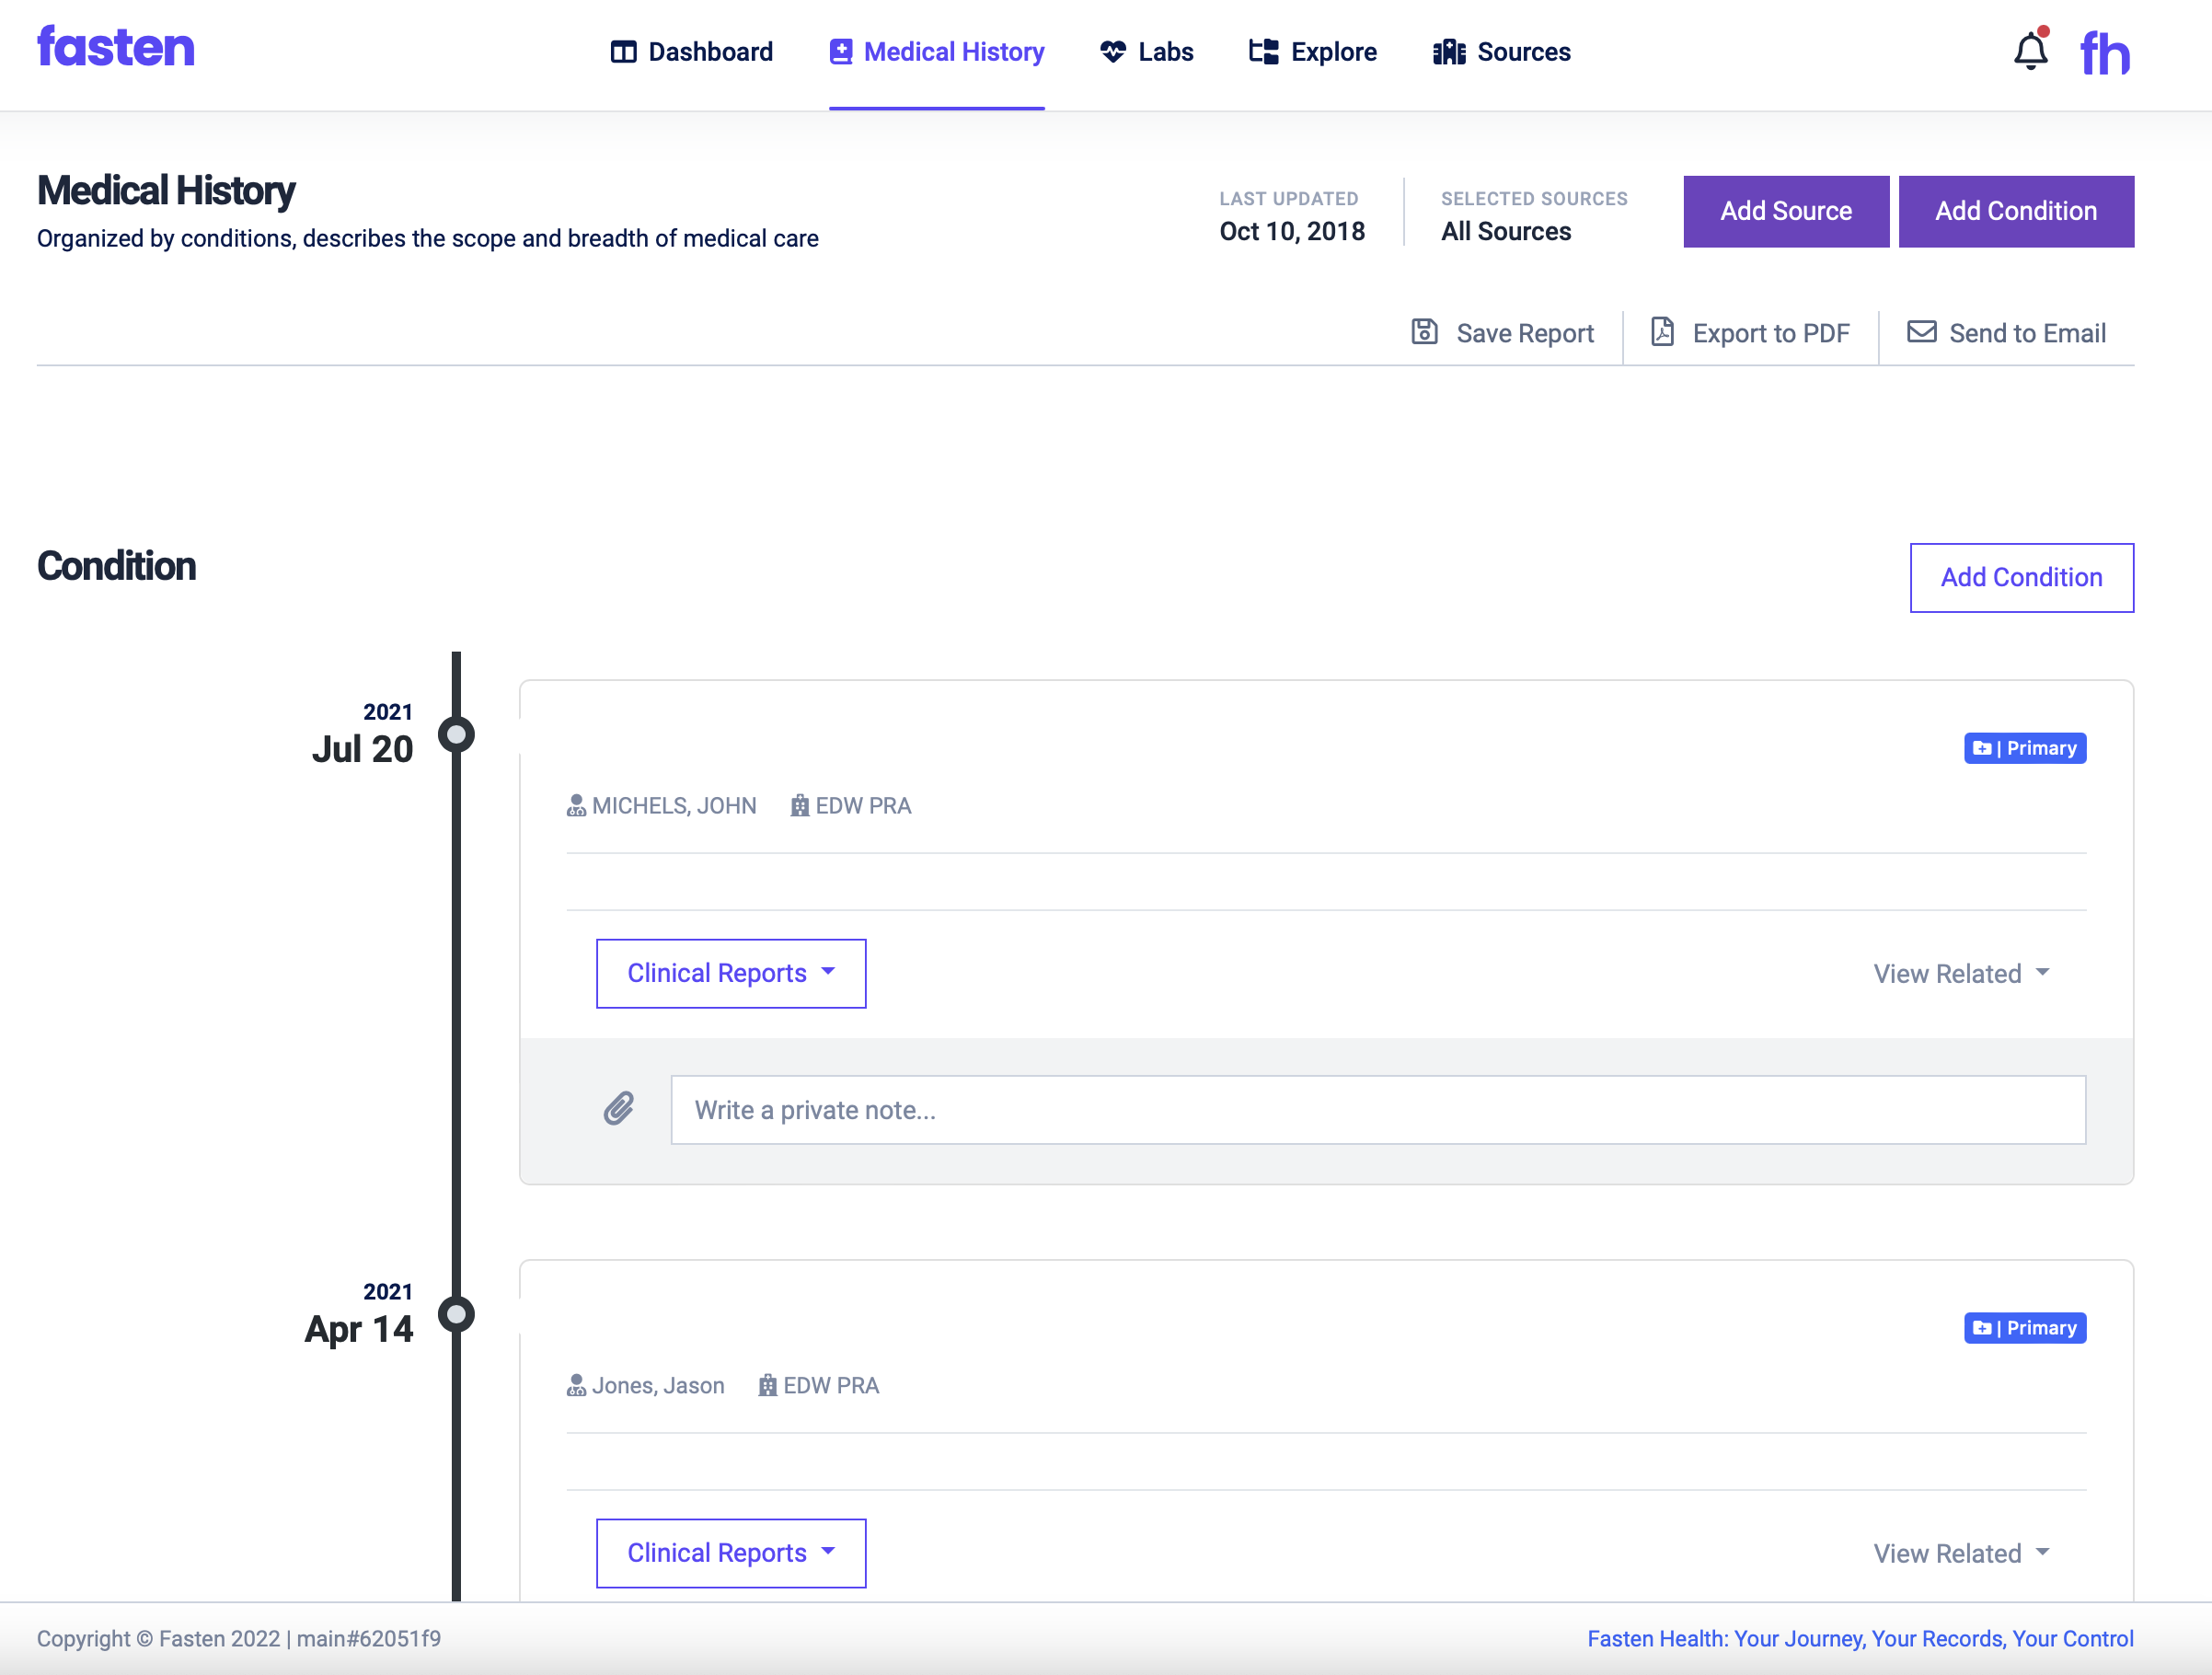 fasten
Dashboard
Medical History
Labs
Explore
Sources
fh
Medical History
Organized by conditions, describes the scope and breadth of medical care
LAST UPDATED
Oct 10, 2018
SELECTED SOURCES
All Sources
Add Source
Add Condition
Save Report
Export to PDF
Send to Email
Condition
Add Condition
2021
Jul 20
| Primary
MICHELS, JOHN
EDW PRA
Clinical Reports
View Related
Write a private note...
2021
Apr 14
| Primary
Jones, Jason
EDW PRA
Clinical Reports
View Related
Copyright © Fasten 2022 | main#62051f9
Fasten Health: Your Journey, Your Records, Your Control